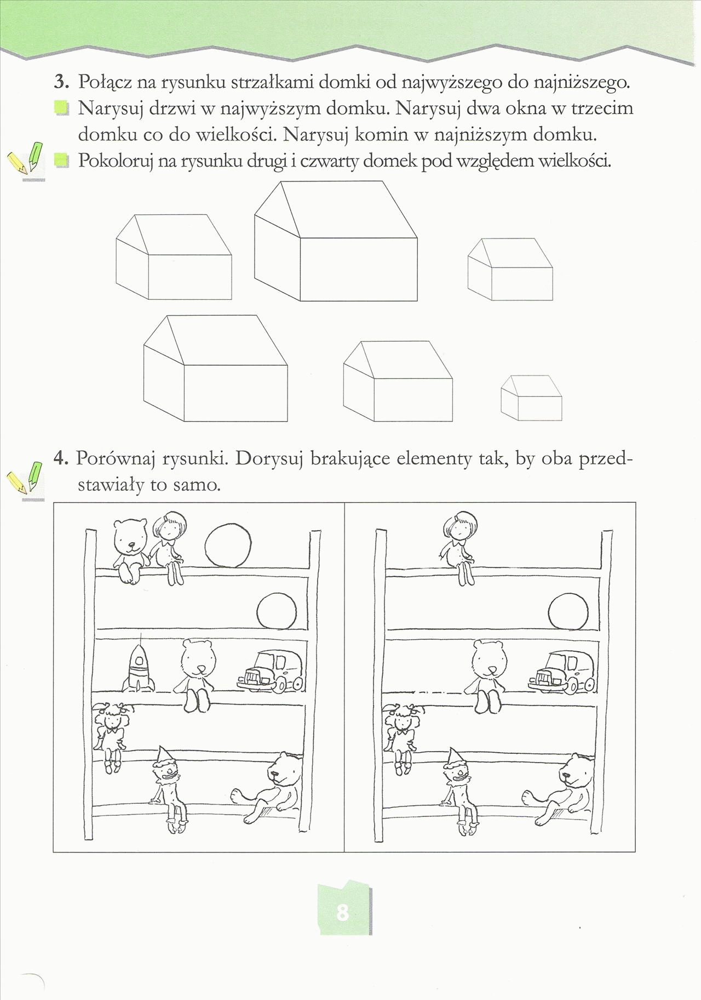 3. Połącz na rysunku strzałkami domki od najwyższego do najniższego.
Narysuj drzwi w najwyższym domku. Narysuj dwa okna w trzecim
domku co do wielkości. Narysuj komin w najniższym domku.
Pokoloruj na rysunku drugi i czwarty domek pod względem wielkości.
4. Porównaj rysunki. Dorysuj brakujące elementy tak, by oba przed-
stawiały to samo.
8